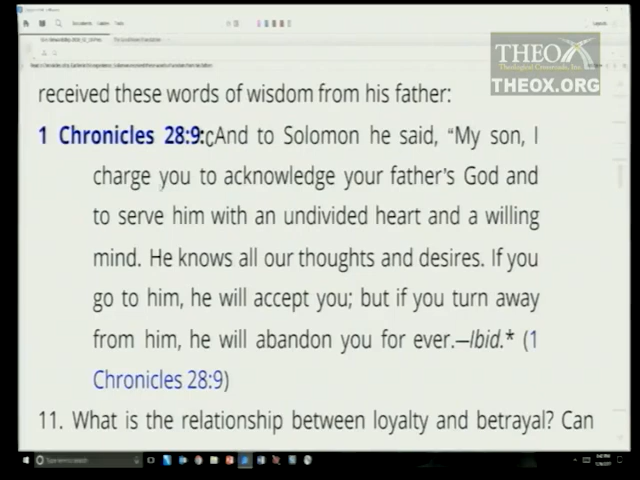 THEOX
THEOX.ORG
received these words of wisdom from his father:
1 Chronicles 28:9:CAnd to Solomon he said, “My son, I
charge you to acknowledge your father's God and
to serve him with an undivided heart and a willing
mind. He knows all our thoughts and desires. If you
go to him, he will accept you; but if you turn away
from him, he will abandon you for ever.—Ibid.* (1
Chronicles 28:9)
11. What is the relationship between loyalty and betrayal? Can